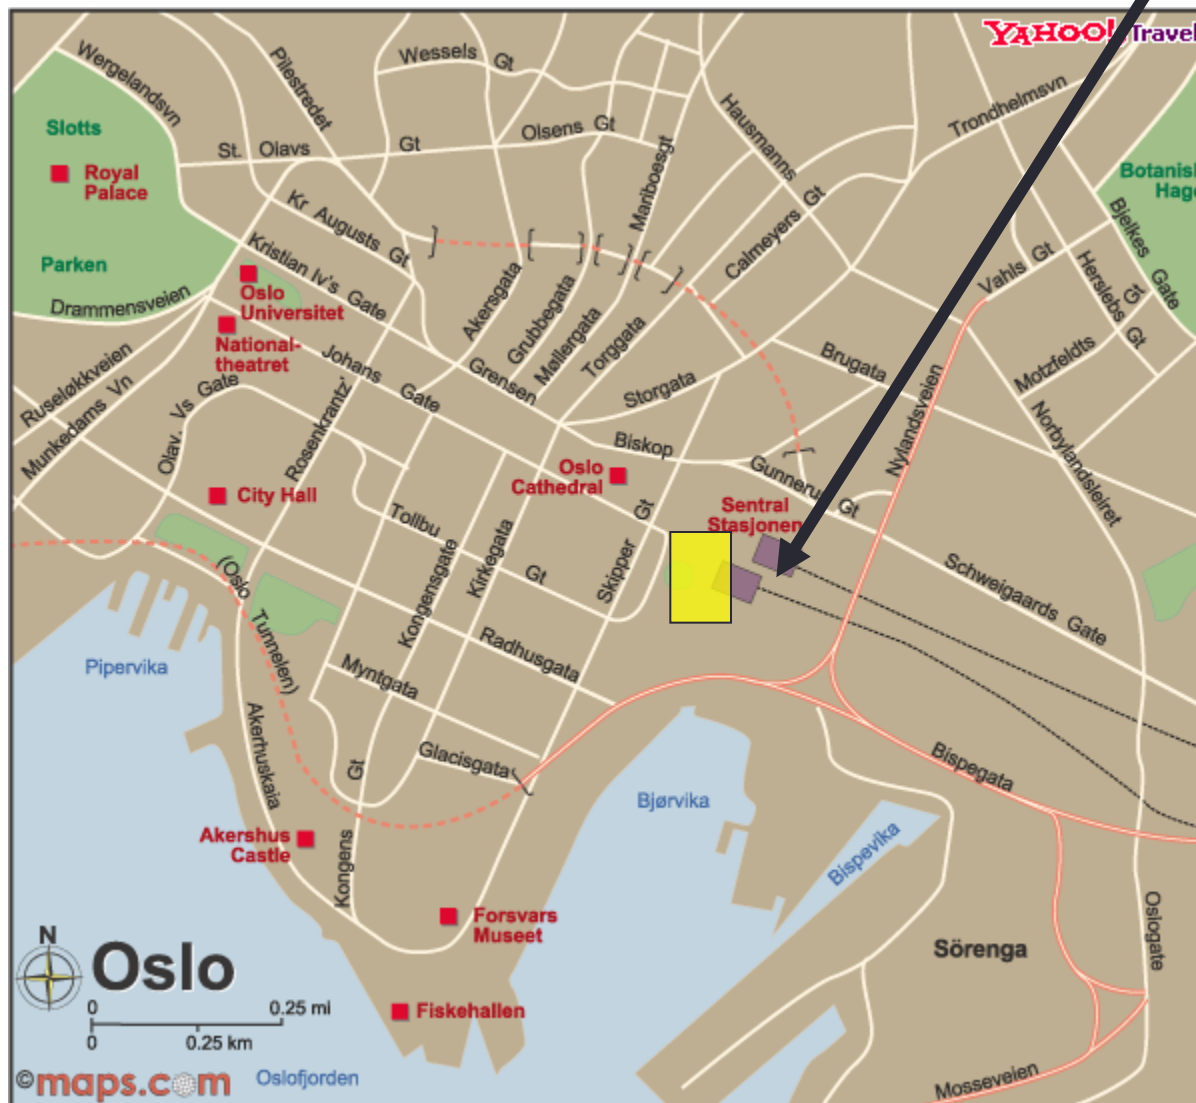 YAHOO! Travel
Wergelandsvn
Pilestredet
Wessels Gt
Hausmanns
Trondhelmsvn
Slotts
St. Olavs Gt
Olsens Gt
Mariboesgt
Royal
Palace
Botanisk
Hage
Kr Augusts Gt
Calmeyers Gt
Bjelkes Gate
Parken
Kristian Iv's Gate
Vahls Gt
Herslebs Gt
Drammensveien
Oslo
Universitet
Akersgata
Grubbegata
Møllergata
Torggata
National-
theatret
Johans Gate
Grensen
Storgata
Brugata
Motzfeldts Gt
Ruseløkkveien
Munkedams Vn
Olav. Vs Gate
Rosenkrantz'
Nylandsveien
Norbylandsleiret
Biskop
Gunnerus Gt
Oslo
Cathedral
City Hall
Sentral
Stasjonen
Tollbu Gt
Kirkegata
Skipper Gt
Kongensgate
Schweigaards Gate
(Oslo Tunnelen)
Pipervika
Radhusgata
Myntgata
Akerhuskaia
Glacisgata
Bispegata
Bjørvika
Kongens Gt
Akershus
Castle
Bispevika
Forsvars
Museet
Sörenga
Oslogate
N
Oslo
0 0.25 mi
0 0.25 km
Fiskehallen
©maps.com
Oslofjorden
Mosseveien